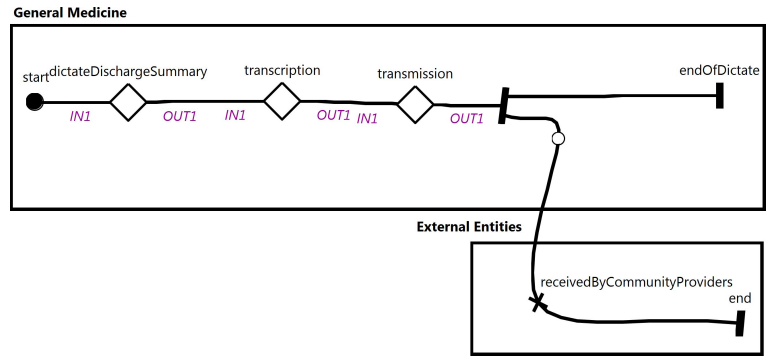 General Medicine
start
dictateDischargeSummary
transcription
transmission
endOfDictate
IN1
OUT1
IN1
OUT1
IN1
OUT1
External Entities
receivedByCommunityProviders
end